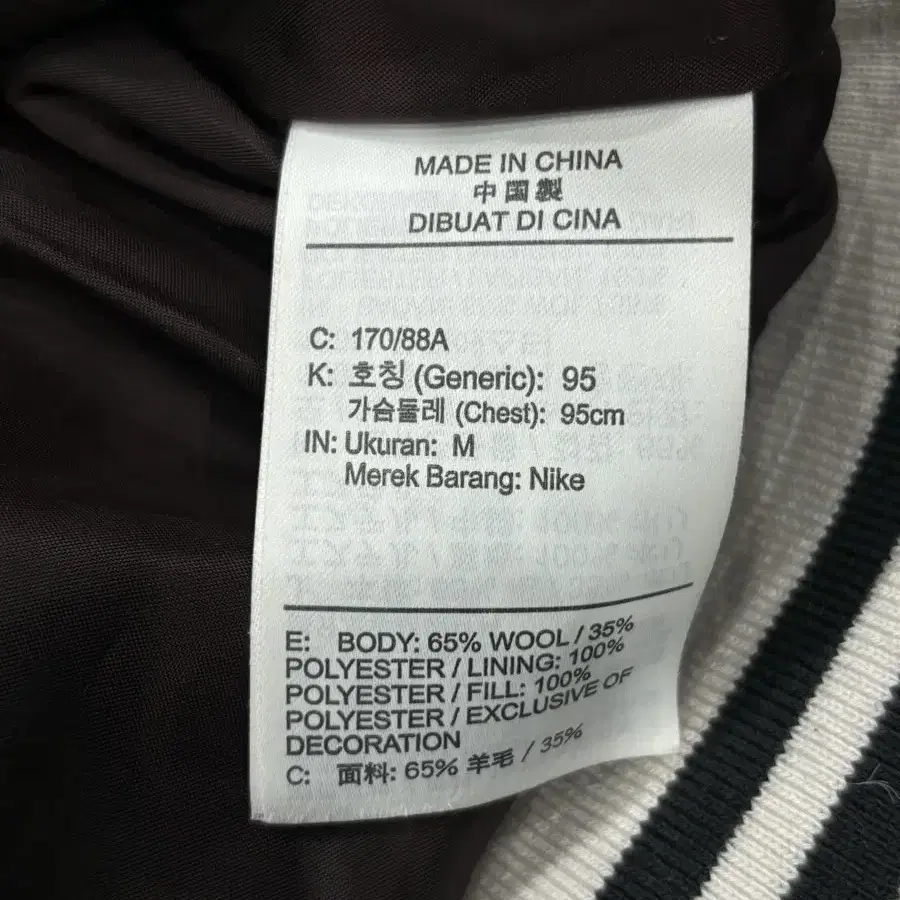 MADE IN CHINA
中国製
DIBUAT DI CINA
C: 170/88A
K: 호칭 (Generic): 95
가슴둘레 (Chest): 95cm
IN: Ukuran: M
Merek Barang: Nike
E: BODY: 65% WOOL / 35%
POLYESTER / LINING: 100%
POLYESTER / FILL: 100%
POLYESTER / EXCLUSIVE OF
DECORATION
C: 面料: 65% 羊毛 / 35%